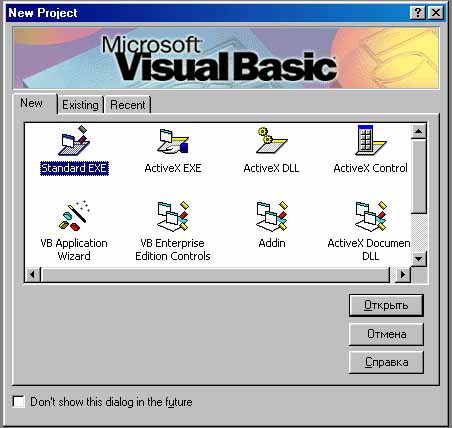 New Project
Microsoft
Visual Basic
New Existing Recent
Standard EXE ActiveX EXE ActiveX DLL ActiveX Control
VB Application VB Enterprise Addin ActiveX Documen
Wizard Edition Controls DLL
Открыть
Отмена
Справка
Don't show this dialog in the future